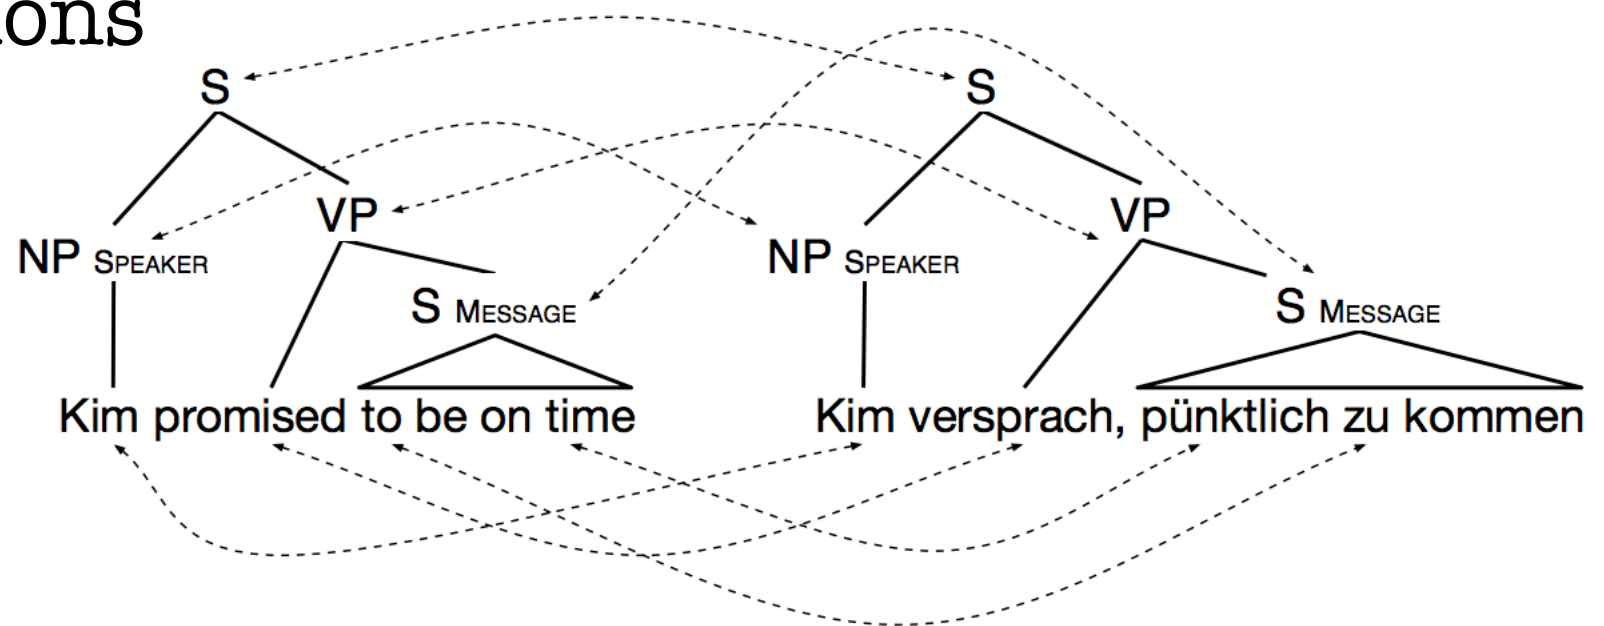 ons
S S
VP VP
NP SPEAKER NP SPEAKER
S MESSAGE S MESSAGE
Kim promised to be on time Kim versprach, pünktlich zu kommen